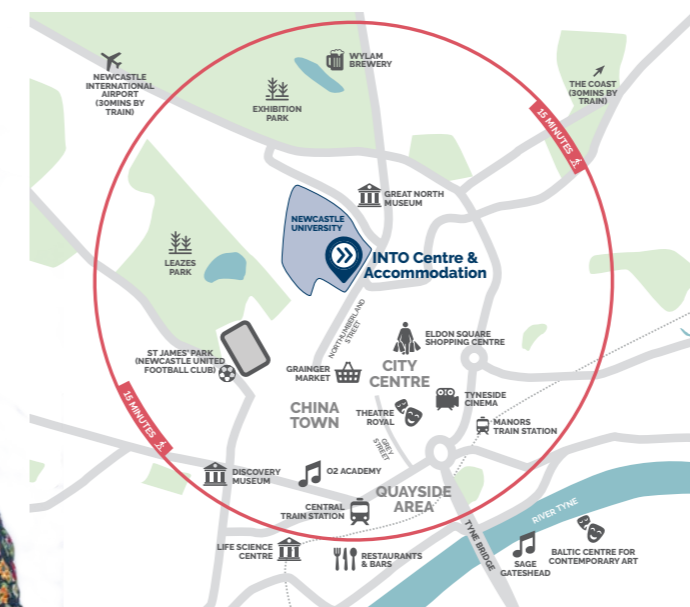 WYLAM
BREWERY
NEWCASTLE
INTERNATIONAL
AIRPORT
(30MINS BY
TRAIN)
THE COAST
(30MINS BY
TRAIN)
EXHIBITION
PARK
15 MINUTES
GREAT NORTH
MUSEUM
NEWCASTLE
UNIVERSITY
LEAZES
PARK
INTO Centre &
Accommodation
NORTHUMBERLAND
STREET
ELDON SQUARE
SHOPPING CENTRE
ST JAMES' PARK
(NEWCASTLE UNITED
FOOTBALL CLUB)
GRAINGER
MARKET
CITY
CENTRE
15 MINUTES
CHINA
TOWN
THEATRE
ROYAL
TYNESIDE
CINEMA
MANORS
TRAIN STATION
GREY
STREET
DISCOVERY
MUSEUM
O2 ACADEMY
QUAYSIDE
AREA
CENTRAL
TRAIN STATION
RIVER TYNE
TYNE BRIDGE
LIFE SCIENCE
CENTRE
RESTAURANTS
& BARS
SAGE
GATESHEAD
BALTIC CENTRE FOR
CONTEMPORARY ART